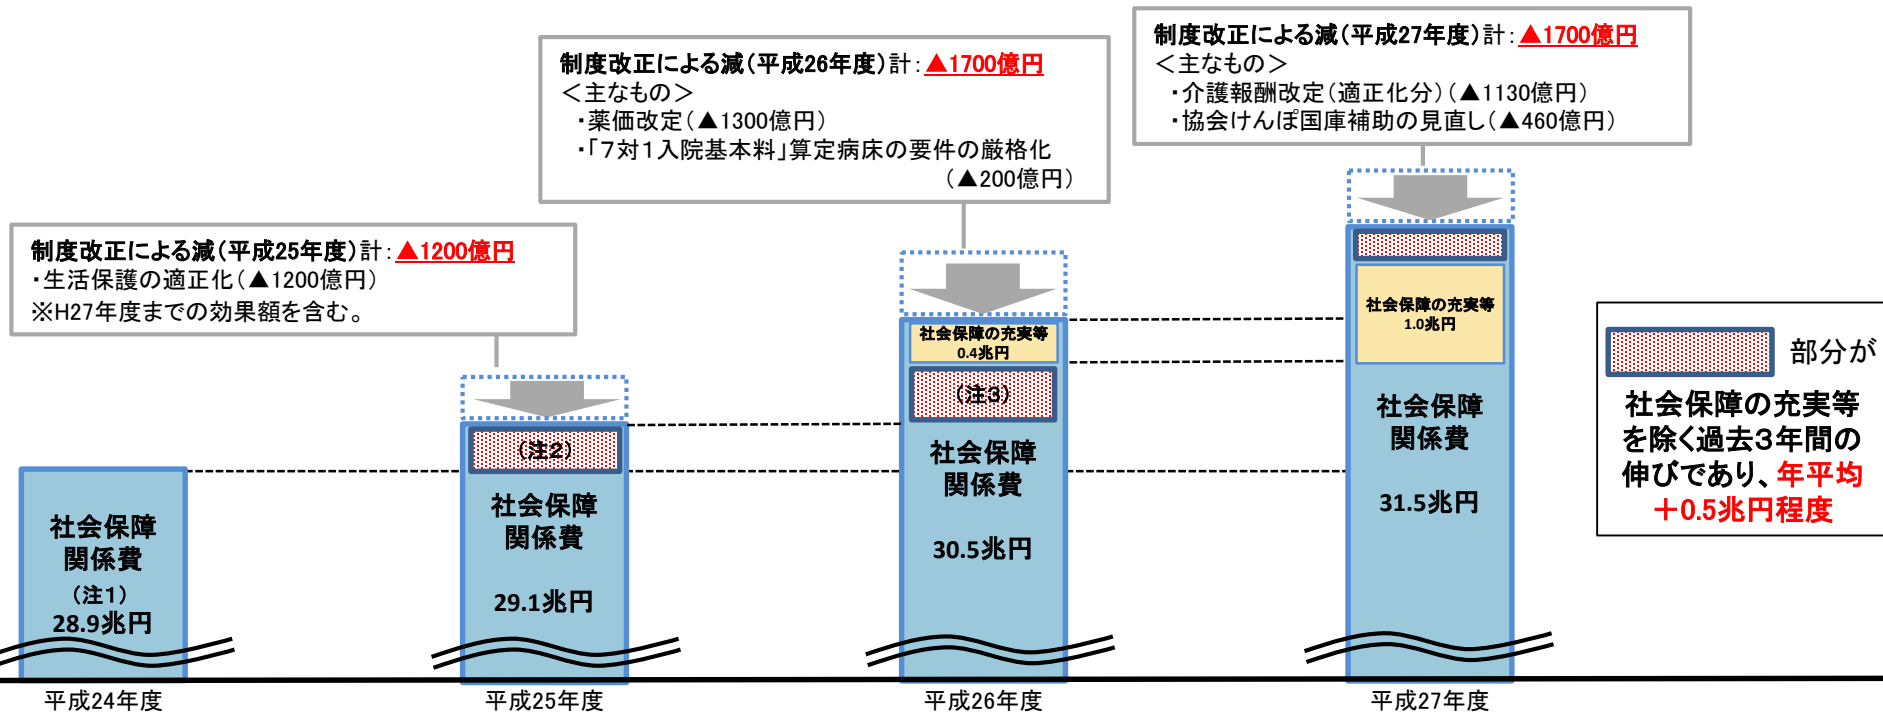 制度改正による減(平成27年度)計:▲1700億円
＜主なもの＞
・介護報酬改定(適正化分)(▲1130億円)
・協会けんぽ国庫補助の見直し(▲460億円)
制度改正による減(平成26年度)計:▲1700億円
＜主なもの＞
・薬価改定(▲1300億円)
・「７対１入院基本料」算定病床の要件の厳格化
(▲200億円)
制度改正による減(平成25年度)計:▲1200億円
・生活保護の適正化(▲1200億円)
※H27年度までの効果額を含む。
社会保障
関係費
(注１)
28.9兆円
平成24年度
(注２)
社会保障
関係費
29.1兆円
平成25年度
社会保障の充実等
0.4兆円
(注３)
社会保障
関係費
30.5兆円
平成26年度
社会保障の充実等
1.0兆円
社会保障
関係費
31.5兆円
平成27年度
部分が
社会保障の充実等
を除く過去３年間の
伸びであり、年平均
＋0.5兆円程度